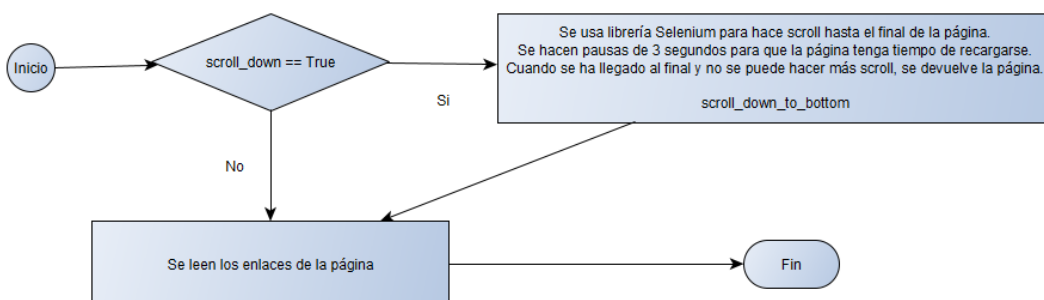 Inicio
scroll_down == True
Si
No
Se usa librería Selenium para hace scroll hasta el final de la página.
Se hacen pausas de 3 segundos para que la página tenga tiempo de recargarse.
Cuando se ha llegado al final y no se puede hacer más scroll, se devuelve la página.
scroll_down_to_bottom
Se leen los enlaces de la página
Fin